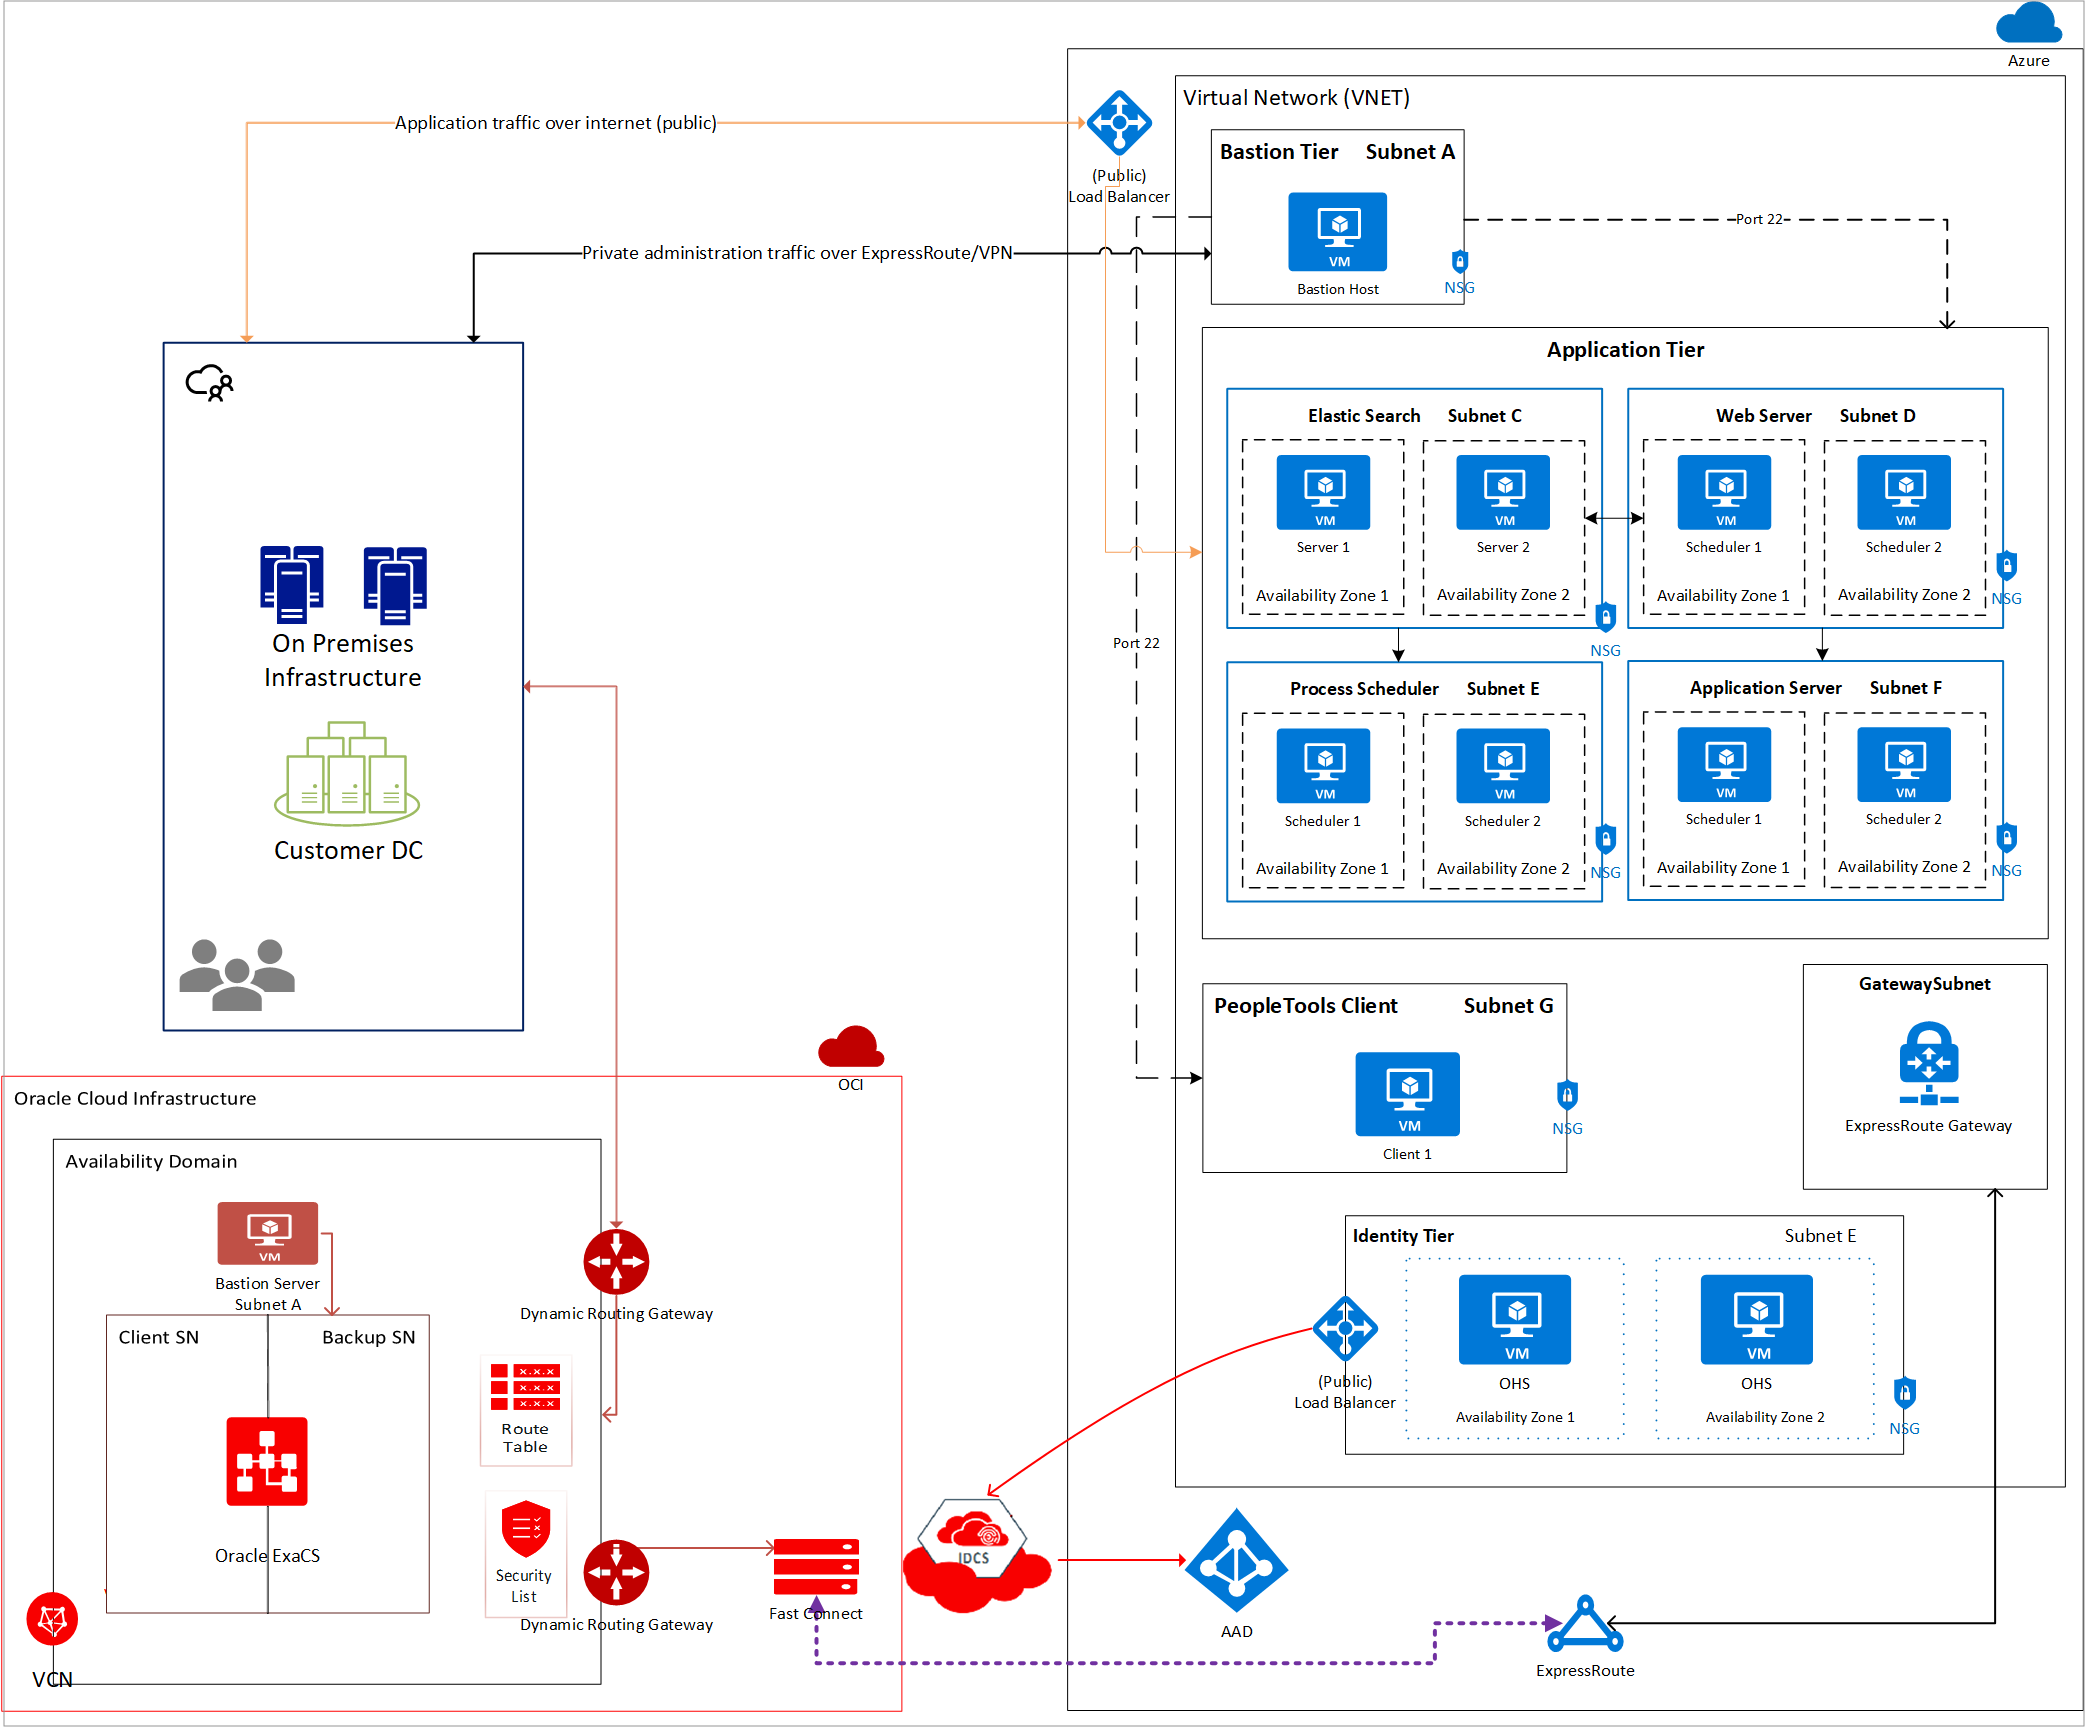 Azure
Virtual Network (VNET)
Application traffic over internet (public)
(Public)
Load Balancer
Bastion Tier Subnet A
VM
Bastion Host
NSG
Port 22
Private administration traffic over ExpressRoute/VPN
Application Tier
Elastic Search Subnet C
VM
Server 1
Availability Zone 1
VM
Server 2
Availability Zone 2
NSG
Web Server Subnet D
VM
Scheduler 1
Availability Zone 1
VM
Scheduler 2
Availability Zone 2
NSG
Port 22
Process Scheduler Subnet E
VM
Scheduler 1
Availability Zone 1
VM
Scheduler 2
Availability Zone 2
NSG
Application Server Subnet F
VM
Scheduler 1
Availability Zone 1
VM
Scheduler 2
Availability Zone 2
NSG
On Premises
Infrastructure
Customer DC
PeopleTools Client Subnet G
VM
Client 1
NSG
GatewaySubnet
ExpressRoute Gateway
Identity Tier Subnet E
(Public)
Load Balancer
VM
OHS
Availability Zone 1
VM
OHS
Availability Zone 2
NSG
OCI
Oracle Cloud Infrastructure
Availability Domain
VM
Bastion Server
Subnet A
Client SN
Backup SN
Oracle ExaCS
Dynamic Routing Gateway
x.x.x
x.x.x
x.x.x
Route
Table
Security
List
Dynamic Routing Gateway
Fast Connect
VCN
IDCS
AAD
ExpressRoute